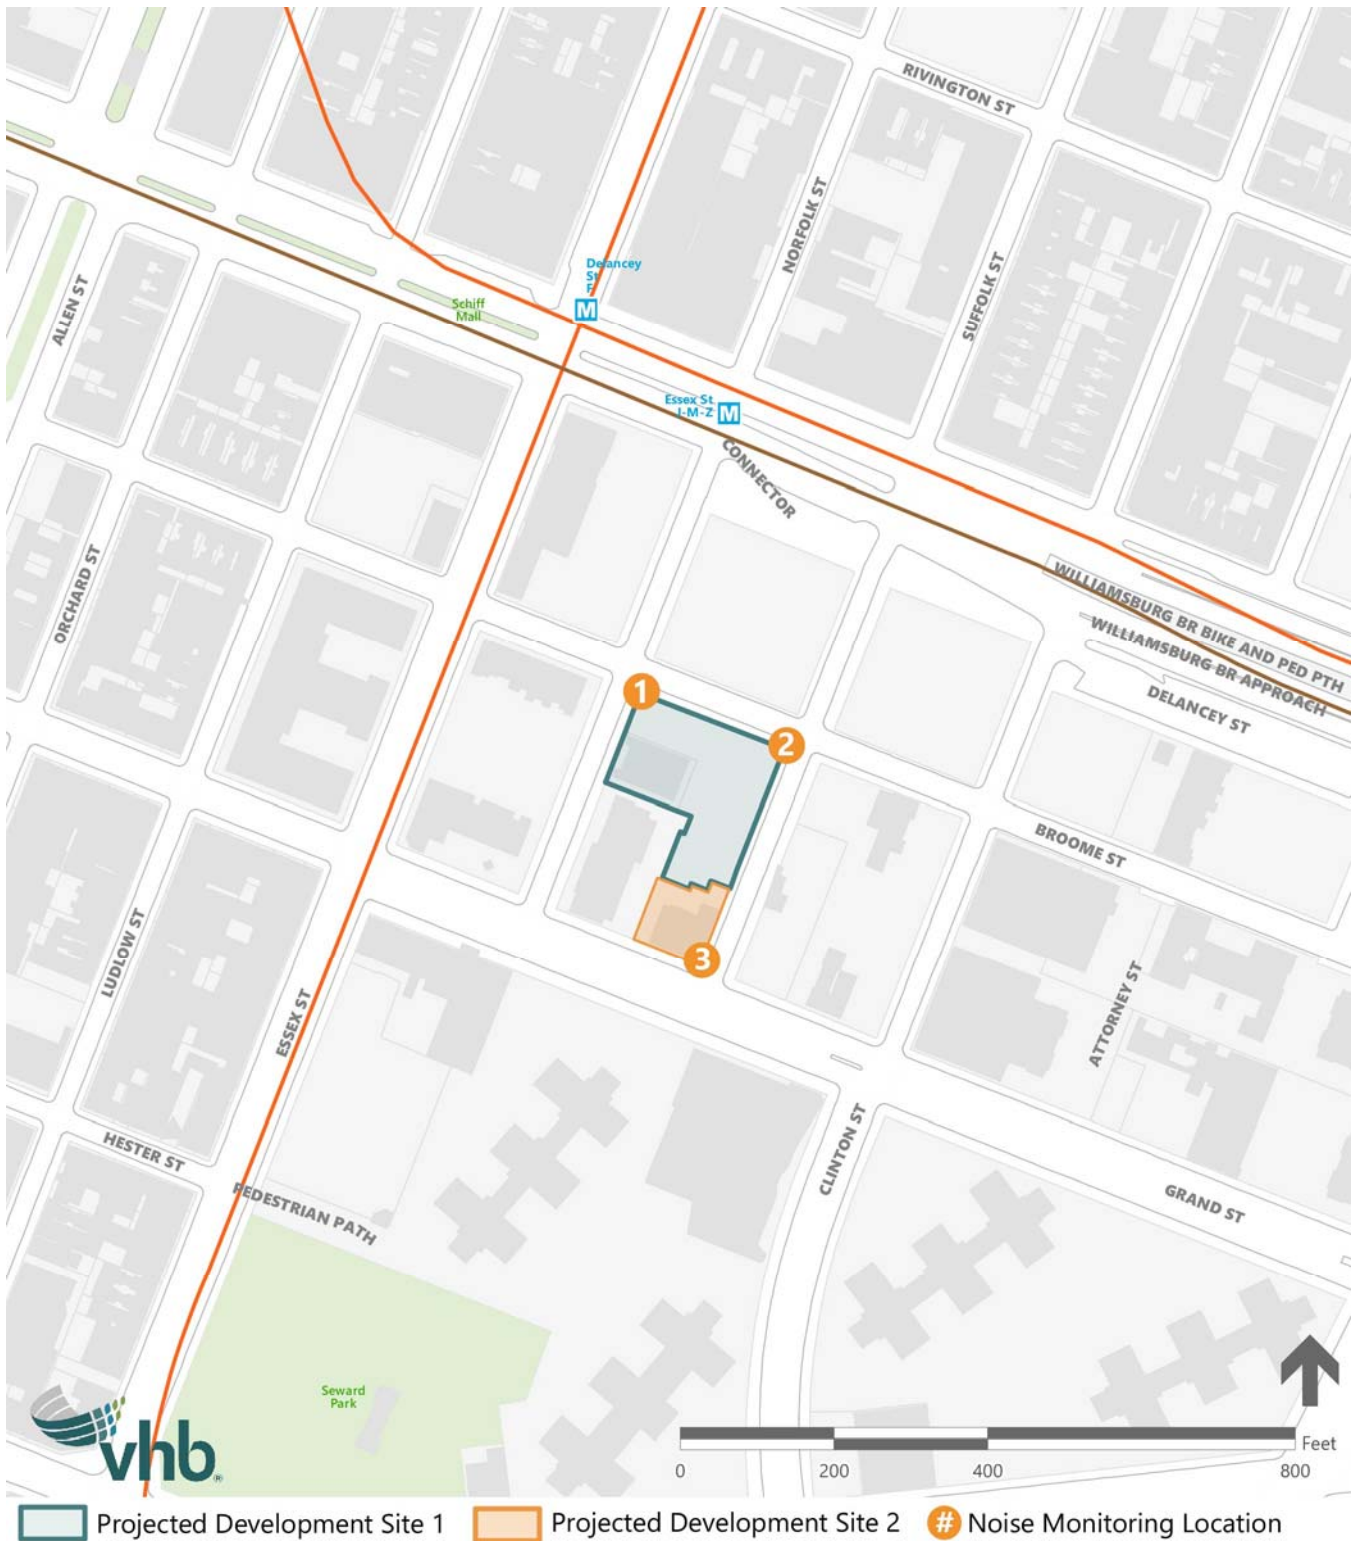 RIVINGTON ST
NORFOLK ST
SUFFOLK ST
Delancey
St
F
M
ALLEN ST
Schiff
Mall
Essex St
J-M-Z
M
CONNECTOR
ORCHARD ST
WILLIAMSBURG BR BIKE AND PED PTH
WILLIAMSBURG BR APPROACH
DELANCEY ST
1
2
BROOME ST
3
LUDLOW ST
ESSEX ST
ATTORNEY ST
HESTER ST
PEDESTRIAN PATH
CLINTON ST
GRAND ST
Seward
Park
vhb®
Feet
0 200 400 800
Projected Development Site 1
Projected Development Site 2
# Noise Monitoring Location